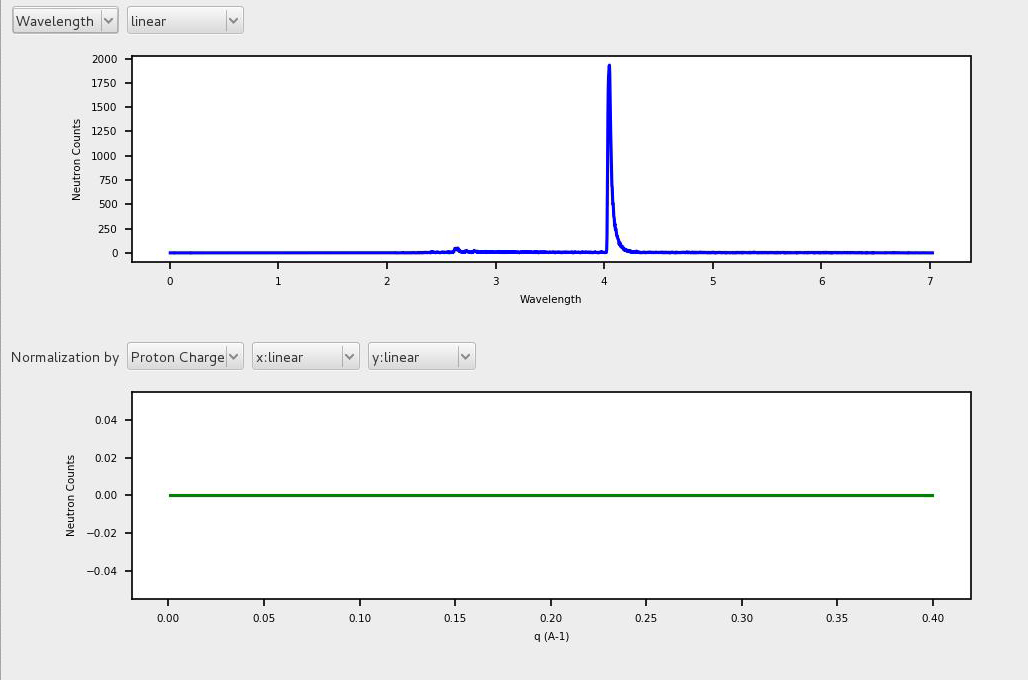 Wavelength linear
2000
1750
1500
1250
1000
750
500
250
0
Neutron Counts
0 1 2 3 4 5 6 7
Wavelength
Normalization by Proton Charge x:linear y:linear
0.04
0.02
0.00
−0.02
−0.04
Neutron Counts
0.00 0.05 0.10 0.15 0.20 0.25 0.30 0.35 0.40
q (A-1)